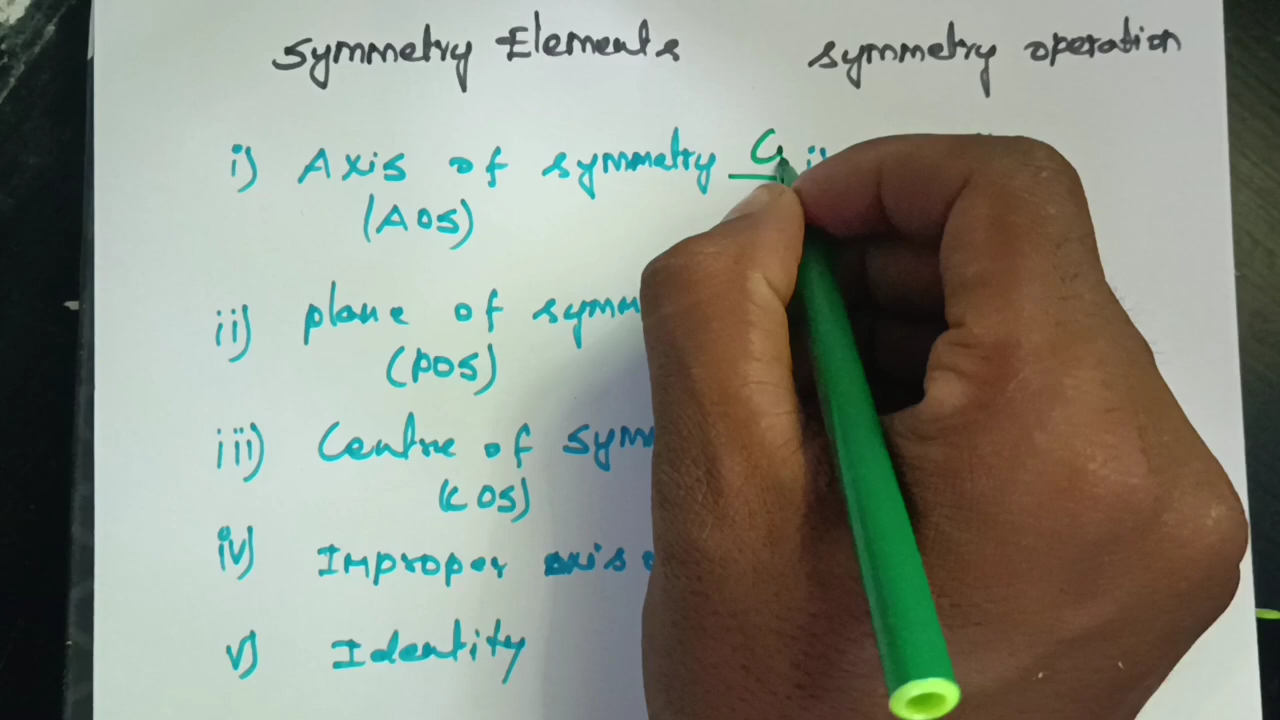 Symmetry Elements symmetry operation
i) Axis of symmetry C i)
(AOS)
ii) plane of symm
(POS)
iii) Centre of sym
(COS)
iv) Improper axis
v) Identity